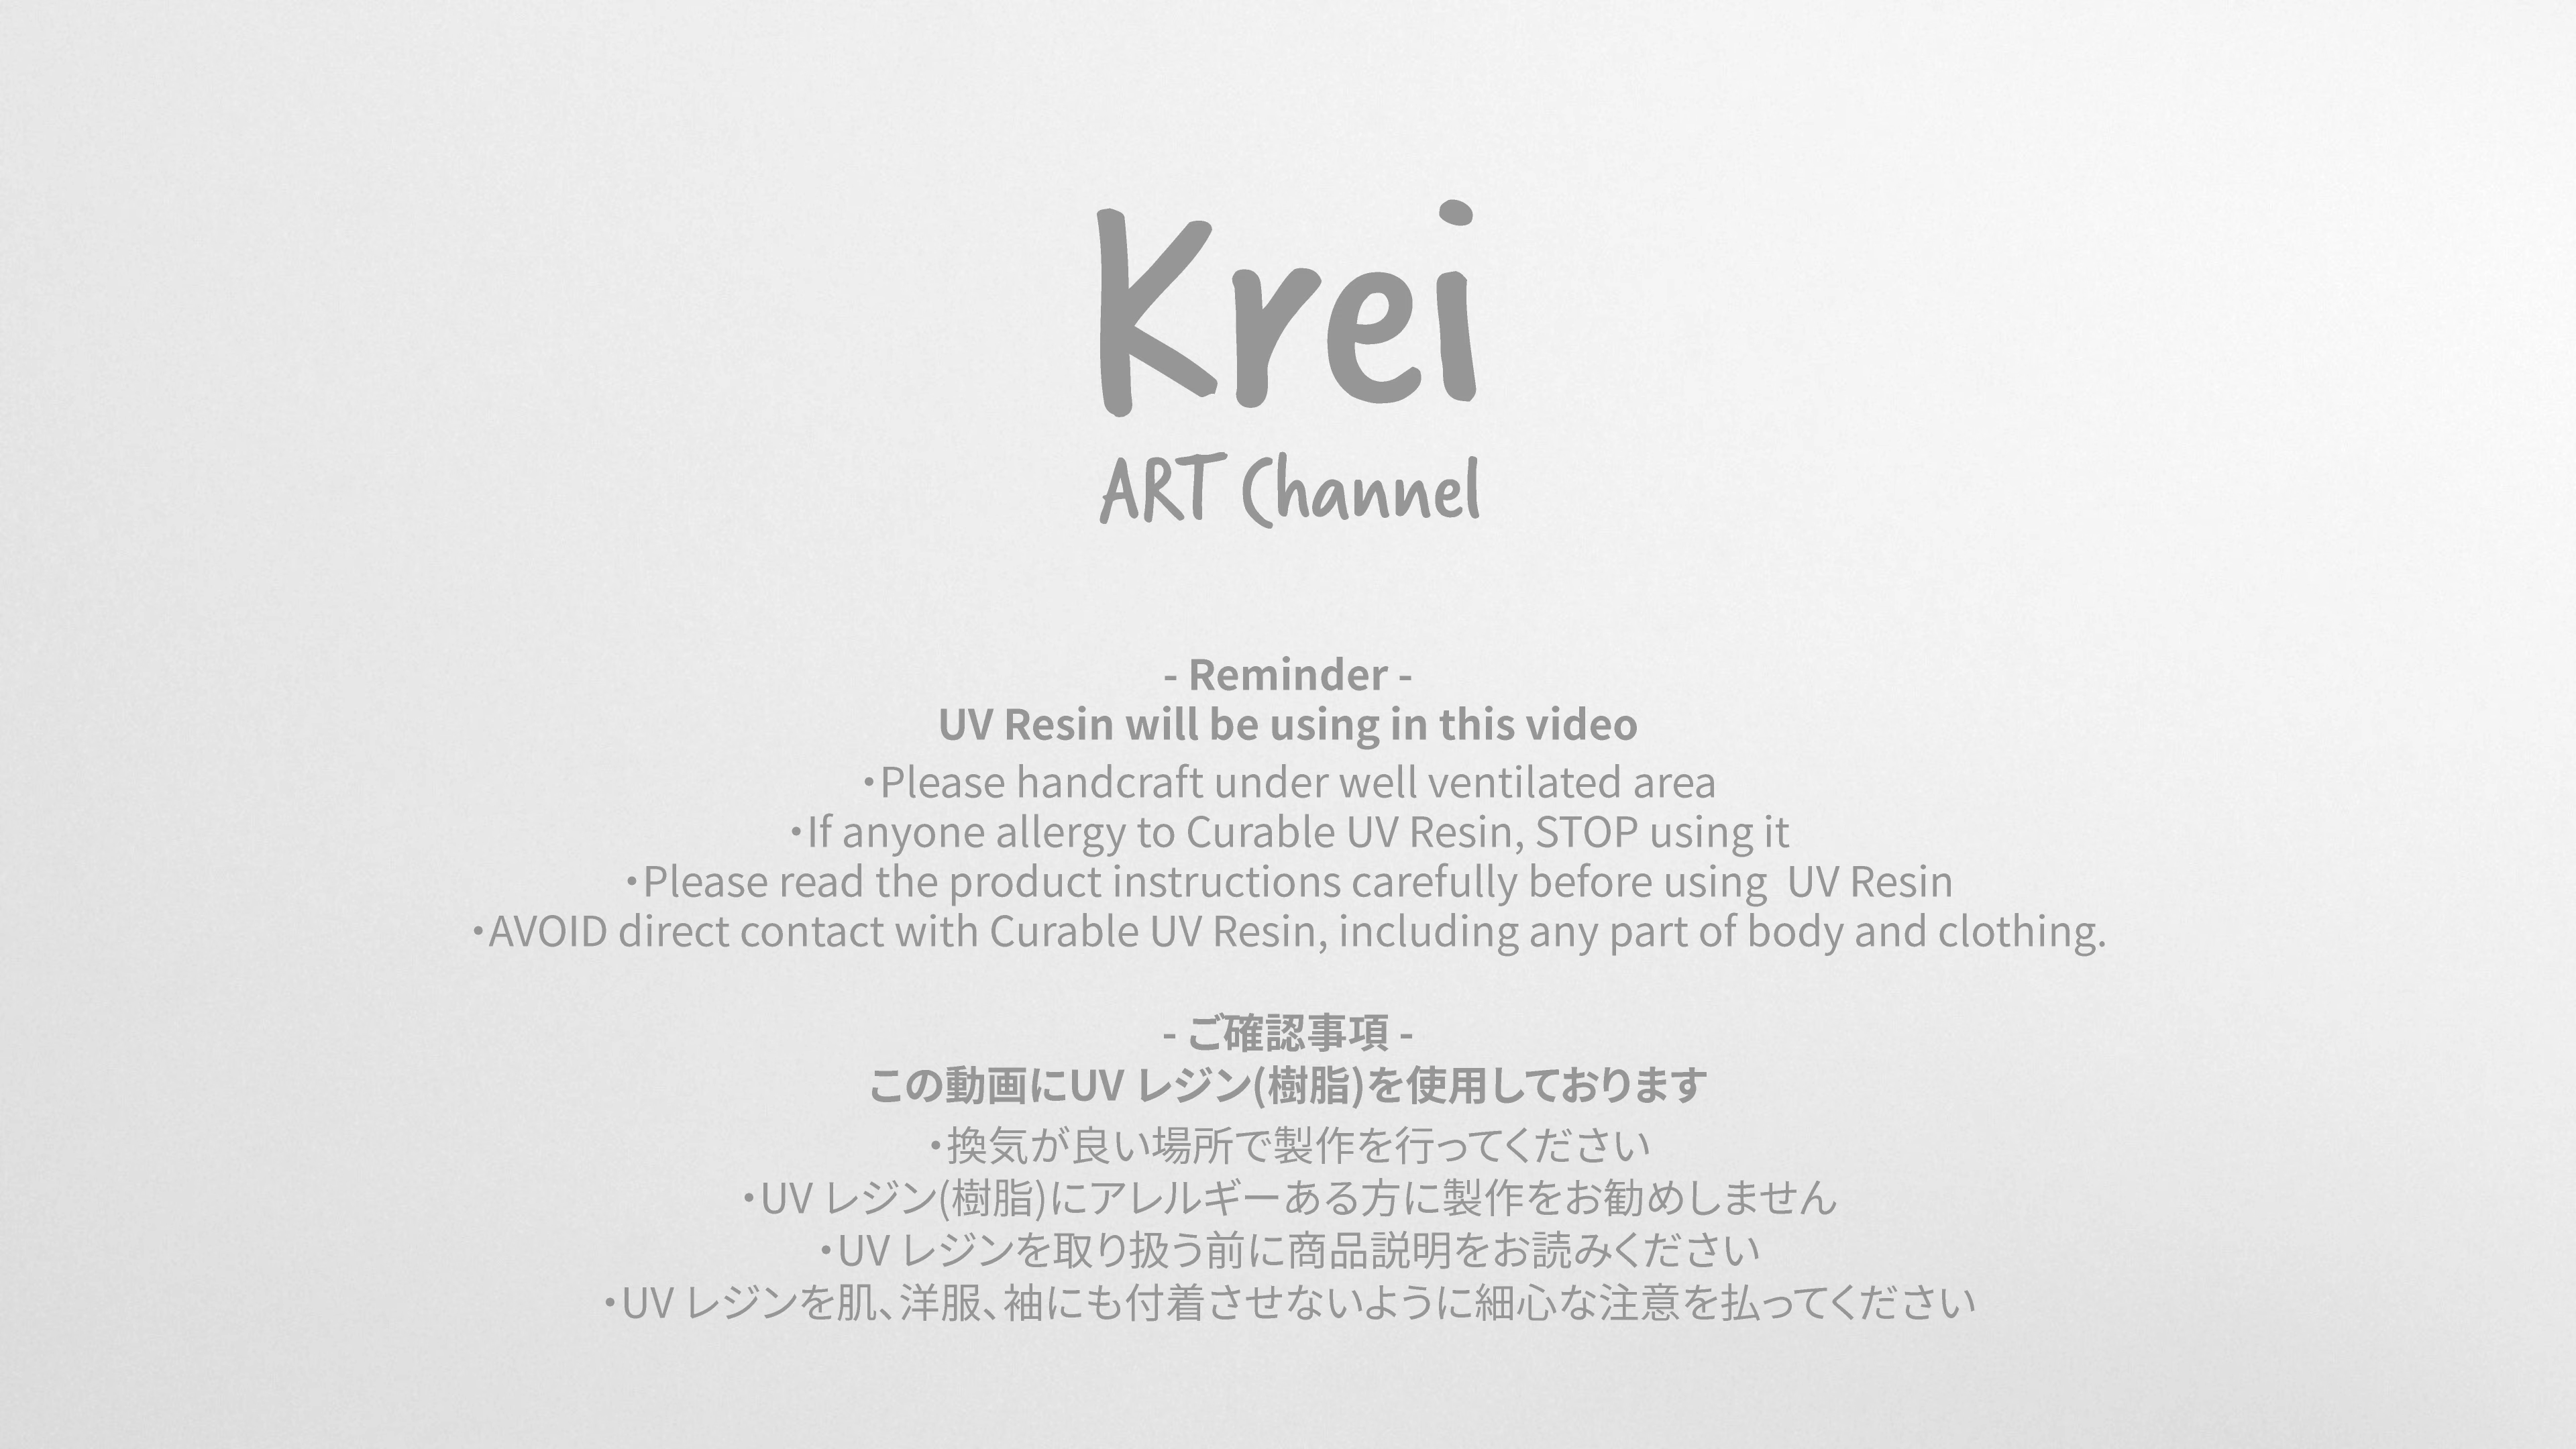 Krei
ART Channel
- Reminder -
UV Resin will be using in this video
・Please handcraft under well ventilated area
・If anyone allergy to Curable UV Resin, STOP using it
・Please read the product instructions carefully before using  UV Resin
・AVOID direct contact with Curable UV Resin, including any part of body and clothing.
- ご確認事項 -
この動画にUV レジン(樹脂)を使用しております
・換気が良い場所で製作を行ってください
・UV レジン(樹脂)にアレルギーある方に製作をお勧めしません
・UV レジンを取り扱う前に商品説明をお読みください
・UV レジンを肌、洋服、袖にも付着させないように細心な注意を払ってください